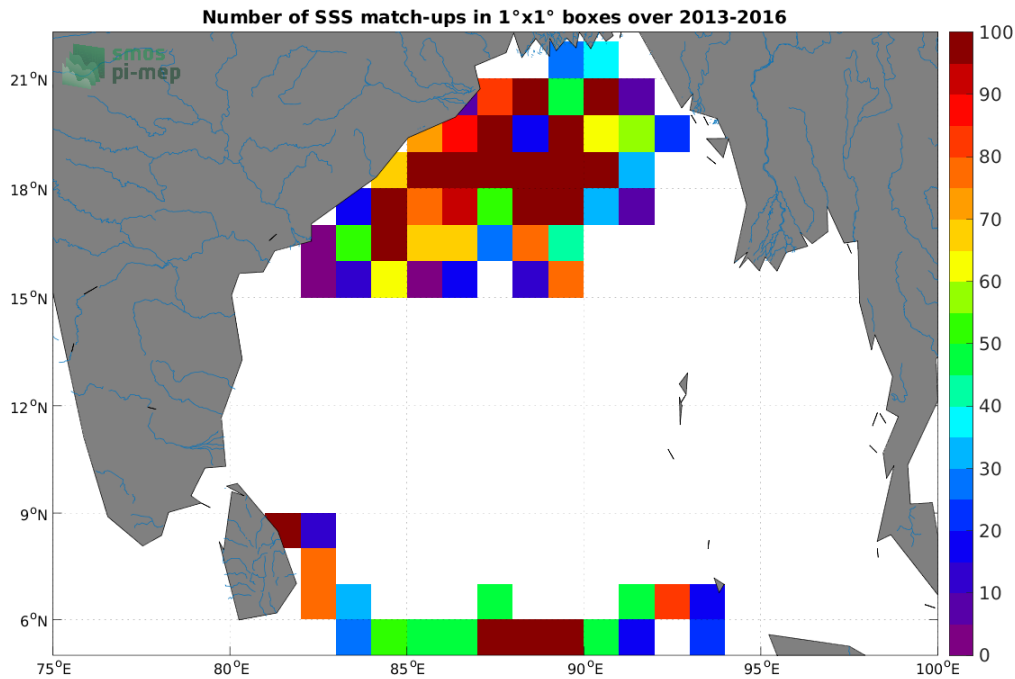 Number of SSS match-ups in 1°x1° boxes over 2013-2016
smos
pi-mep
21°N
18°N
15°N
12°N
9°N
6°N
75°E
80°E
85°E
90°E
95°E
100°E
100
90
80
70
60
50
40
30
20
10
0